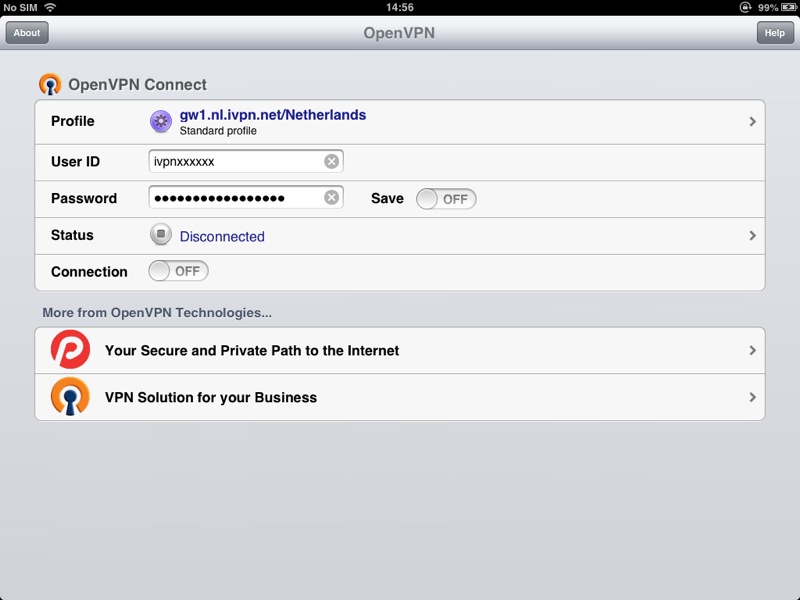 No SIM 14:56 99%
About OpenVPN Help
OpenVPN Connect
Profile gw1.nl.ivpn.net/Netherlands
Standard profile
User ID ivpnxxxxxx
Password ●●●●●●●●●●●●●●●●● Save OFF
Status Disconnected
Connection OFF
More from OpenVPN Technologies...
Your Secure and Private Path to the Internet
VPN Solution for your Business